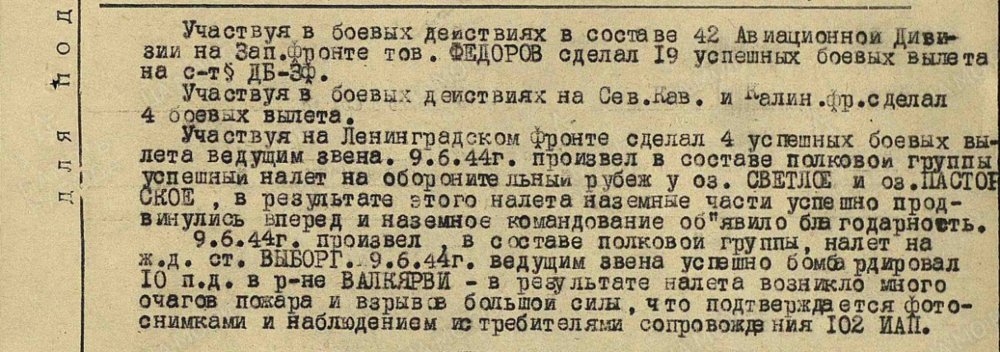 Участвуя в боевых действиях в составе 42 Авиационной Диви-
зии на Зап.фронте тов. ФЕДОРОВ сделал I9 успешных боевых вылета
на с-т§ ДБ-3ф.
Участвуя в боевых действиях на Сев.Кав. и Калин.фр.сделал
4 боевых вылета.
Участвуя на Ленинградском фронте сделал 4 успешных боевых вы-
лета ведущим звена. 9.6.44г. произвел в составе полковой группы
успешный налет на оборонительный рубеж у оз. СВЕТЛОЕ и оз.ПАСТОР
СКОЕ , в результате этого налета наземные части успешно прод-
винулись вперед и наземное командование об"явило благодарность.
9.6.44г. произвел , в составе полковой группы, налет на
ж.д. ст. ВЫБОРГ. 9.6.44г. ведущим звена успешно бомбардировал
IO п.д. в р-не ВАЛКЯРВИ - в результате налета возникло много
очагов пожара и взрывов большой силы, что подтверждается фото-
снимками и наблюдением истребителями сопровождения I02 ИАП.
для под